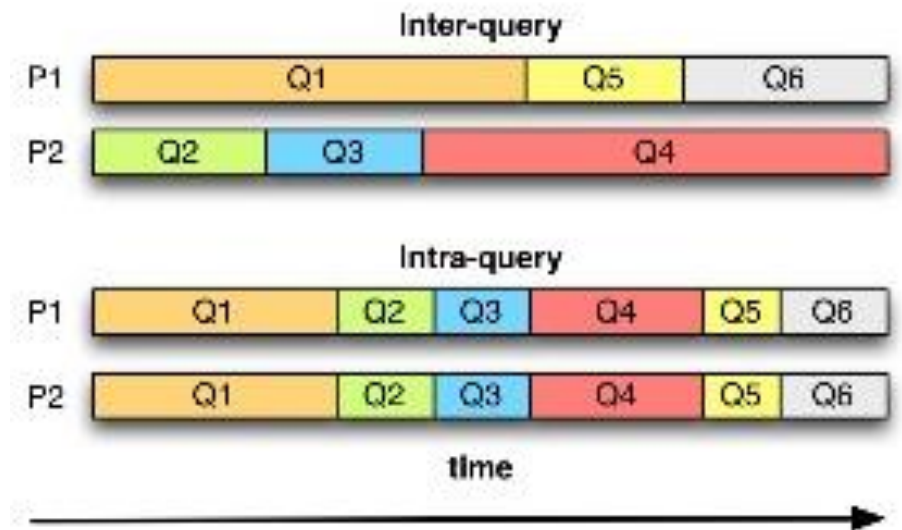 Inter-query
P1 Q1 Q5 Q6
P2 Q2 Q3 Q4
Intra-query
P1 Q1 Q2 Q3 Q4 Q5 Q6
P2 Q1 Q2 Q3 Q4 Q5 Q6
time